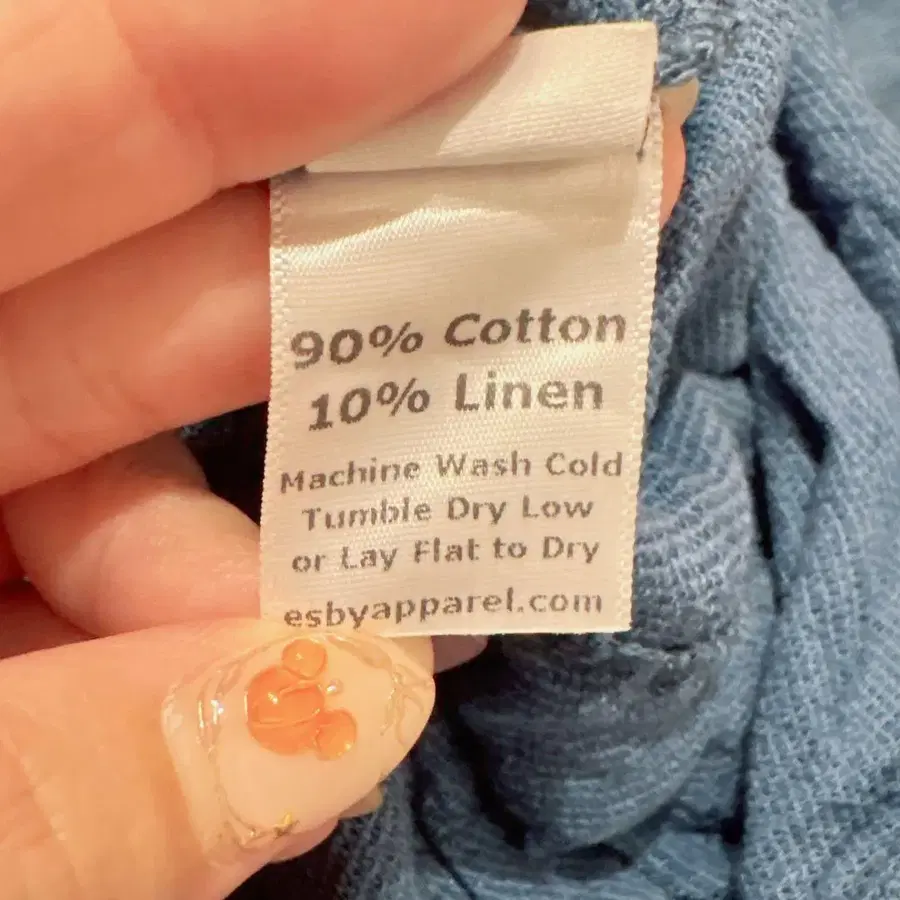 90% Cotton
10% Linen
Machine Wash Cold
Tumble Dry Low
or Lay Flat to Dry
esbyapparel.com